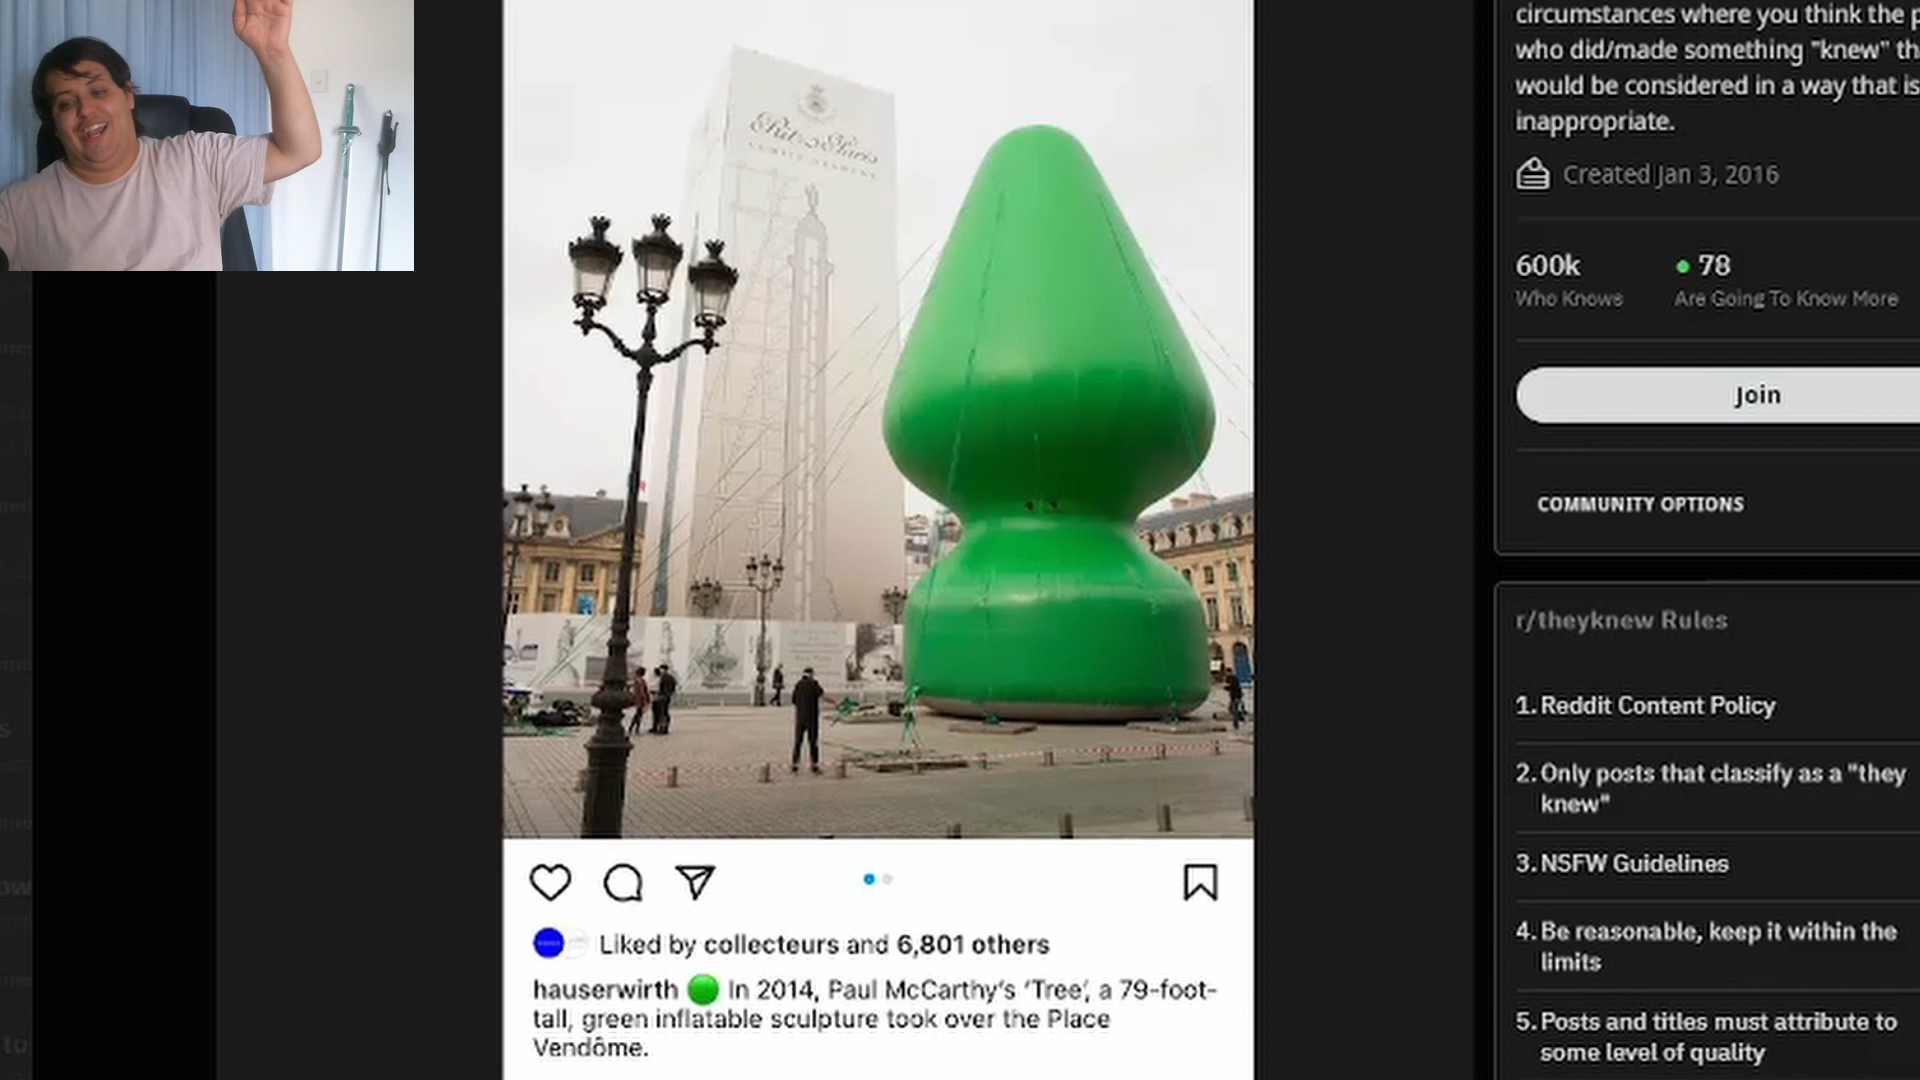 circumstances where you think the p
who did/made something "knew" th
would be considered in a way that is
inappropriate.
Created Jan 3, 2016
600k
78
Who Knows
Are Going To Know More
Join
COMMUNITY OPTIONS
r/theyknew Rules
1. Reddit Content Policy
2. Only posts that classify as a "they
knew"
3. NSFW Guidelines
4. Be reasonable, keep it within the
limits
5. Posts and titles must attribute to
some level of quality
Liked by collecteurs and 6,801 others
hauserwirth In 2014, Paul McCarthy's 'Tree', a 79-foot-
tall, green inflatable sculpture took over the Place
Vendôme.